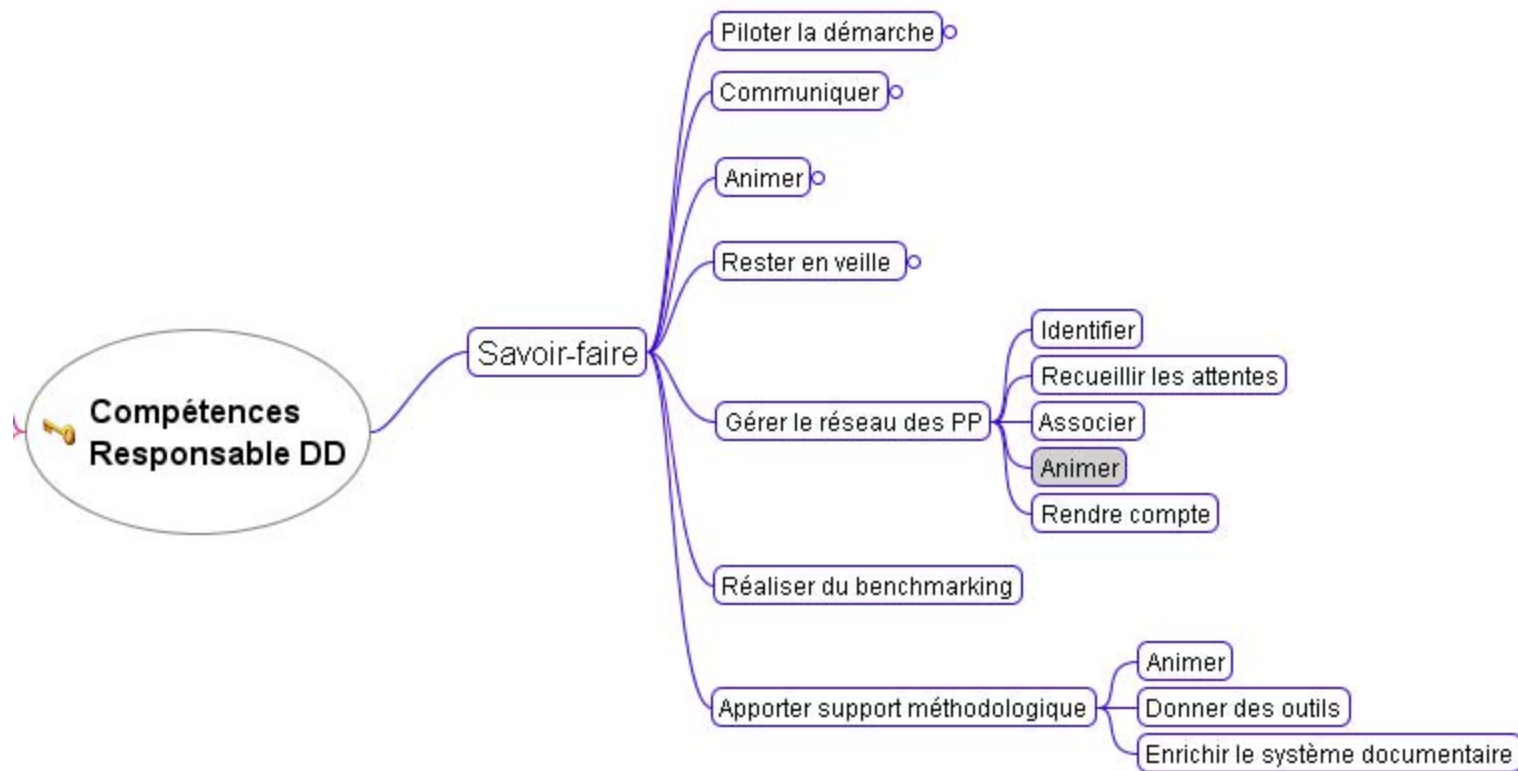 Piloter la démarche
Communiquer
Animer
Rester en veille
Savoir-faire
Compétences
Responsable DD
Gérer le réseau des PP
Identifier
Recueillir les attentes
Associer
Animer
Rendre compte
Réaliser du benchmarking
Apporter support méthodologique
Animer
Donner des outils
Enrichir le système documentaire